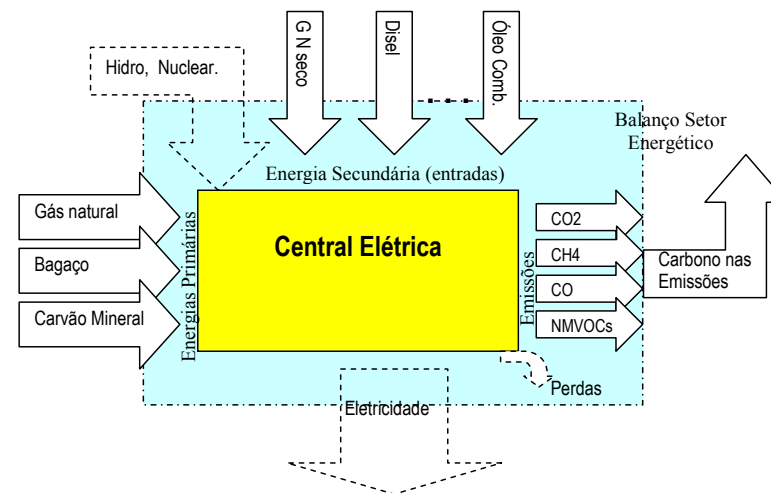 Hidro, Nuclear.
G N seco
Disel
Óleo Comb.
Balanço Setor
Energético
Energia Secundária (entradas)
Gás natural
Bagaço
Carvão Mineral
Energias Primárias
Central Elétrica
Emissões
CO2
CH4
CO
NMVOCs
Carbono nas
Emissões
Perdas
Eletricidade